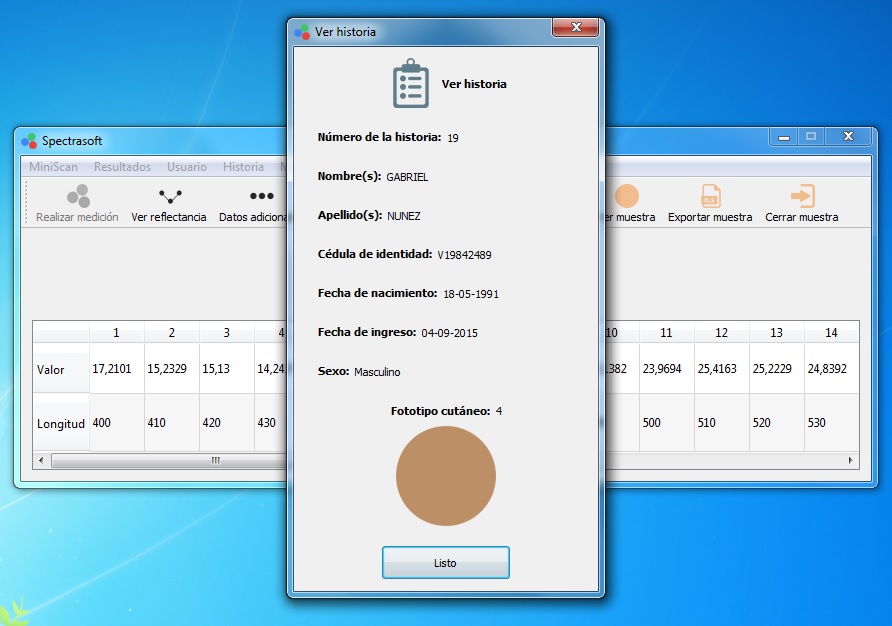 Ver historia
Ver historia
Número de la historia: 19
Nombre(s): GABRIEL
Apellido(s): NUNEZ
Cédula de identidad: V19842489
Fecha de nacimiento: 18-05-1991
Fecha de ingreso: 04-09-2015
Sexo: Masculino
Fototipo cutáneo: 4
Listo
Spectrasoft
MiniScan Resultados Usuario Historia
Realizar medición Ver reflectancia Datos adiciona
muestra Exportar muestra Cerrar muestra
XLS
1 2 3 4 10 11 12 13 14
Valor 17,2101 15,2329 15,13 14,24 382 23,9694 25,4163 25,2229 24,8392
Longitud 400 410 420 430 500 510 520 530